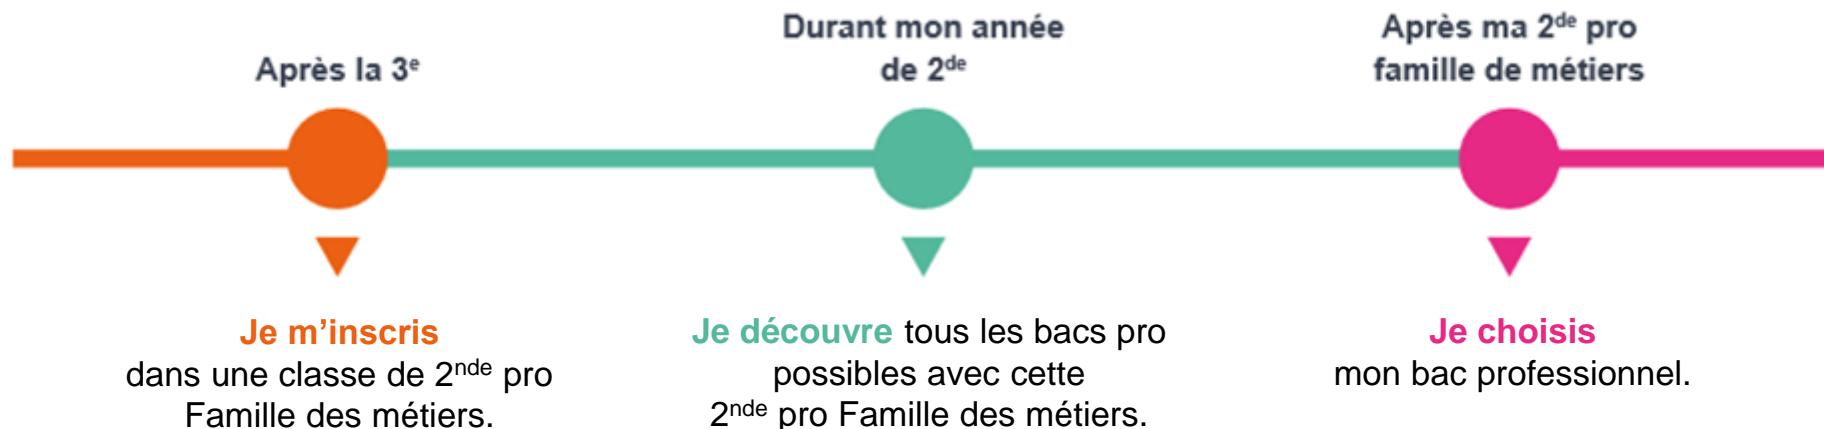 Après la 3e
Durant mon année
de 2de
Après ma 2de pro
famille de métiers
Je m’inscris
dans une classe de 2nde pro
Famille des métiers.
Je découvre tous les bacs pro
possibles avec cette
2nde pro Famille des métiers.
Je choisis
mon bac professionnel.